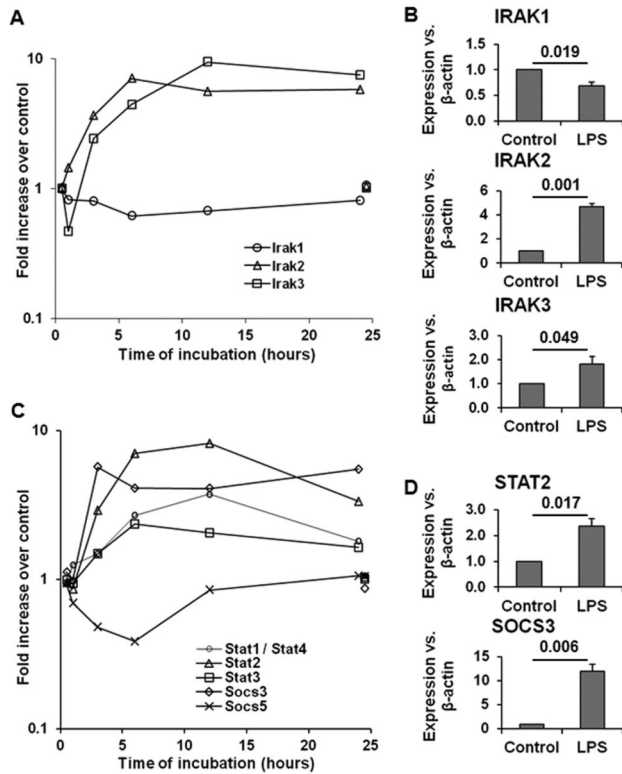 A
Fold increase over control
10
1
0.1
0
5
10
15
20
25
Time of incubation (hours)
Irak1
Irak2
Irak3
B
IRAK1
Expression vs.
β-actin
1.5
1.0
0.5
0.0
0.019
Control LPS
IRAK2
Expression vs.
β-actin
6
4
2
0
0.001
Control LPS
IRAK3
Expression vs.
β-actin
3.0
2.0
1.0
0.0
0.049
Control LPS
C
Fold increase over control
10
1
0.1
0
5
10
15
20
25
Time of incubation (hours)
Stat1 / Stat4
Stat2
Stat3
Socs3
Socs5
D
STAT2
Expression vs.
β-actin
3.0
2.0
1.0
0.0
0.017
Control LPS
SOCS3
Expression vs.
β-actin
15
10
5
0
0.006
Control LPS